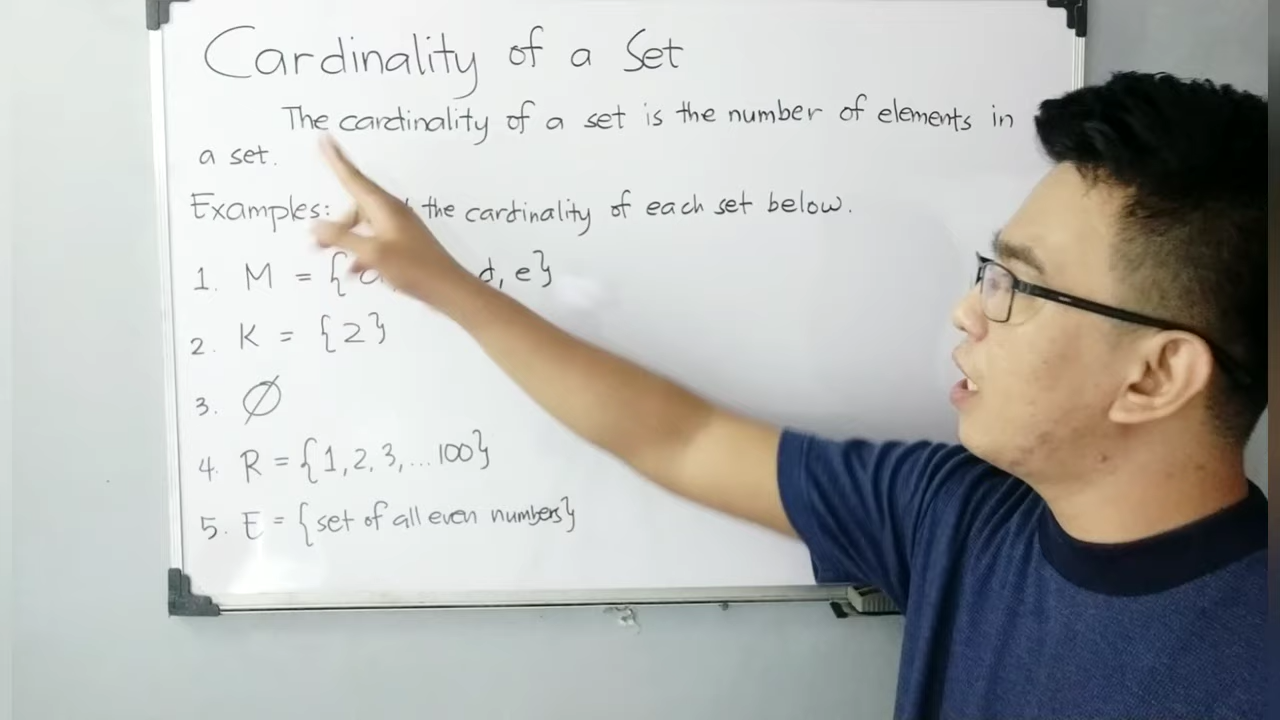 Cardinality of a Set
The cardinality of a set is the number of elements in
a set.
Examples: the cardinality of each set below.
1. M = { d, e}
2. K = {2}
3. Ø
4. R = {1, 2, 3, ... 100}
5. E = {set of all even numbers}